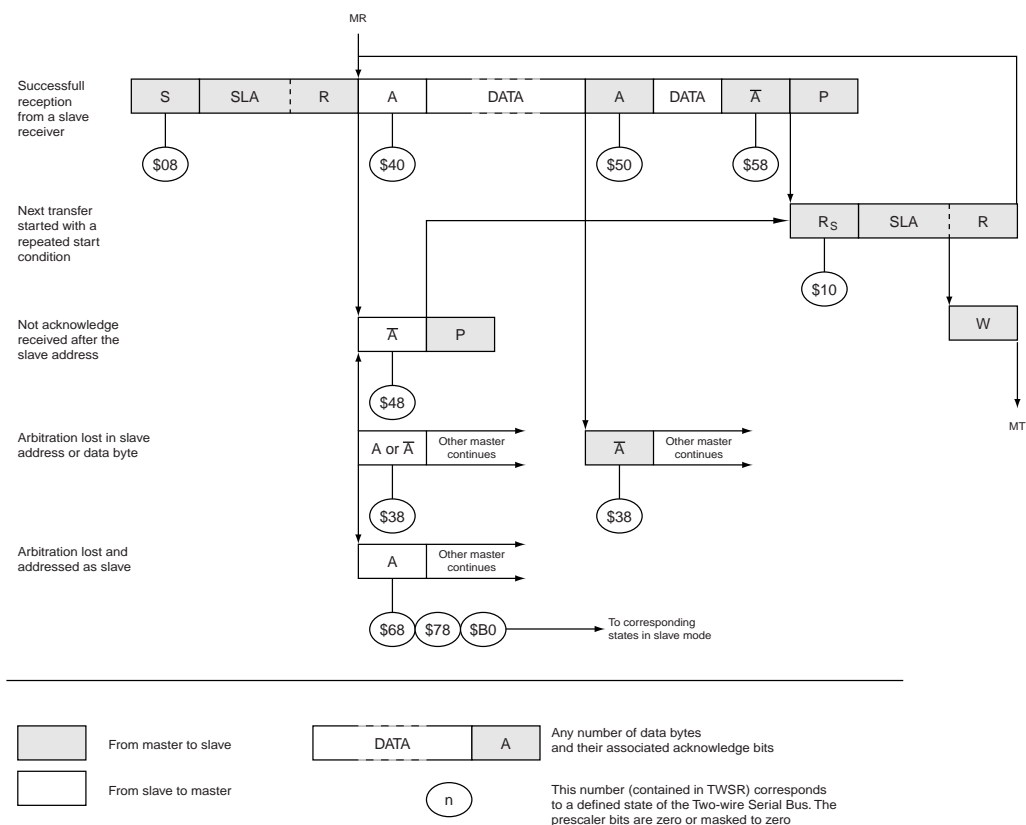 MR
Successfull
reception
from a slave
receiver
S SLA R A DATA A DATA A̅ P
$08 $40 $50 $58
Next transfer
started with a
repeated start
condition
RS SLA R
$10
Not acknowledge
received after the
slave address
A̅ P
W
$48
MT
Arbitration lost in slave
address or data byte
A or A̅
Other master
continues
A̅
Other master
continues
$38 $38
Arbitration lost and
addressed as slave
A
Other master
continues
$68 $78 $B0
To corresponding
states in slave mode
From master to slave
DATA A
Any number of data bytes
and their associated acknowledge bits
From slave to master
n
This number (contained in TWSR) corresponds
to a defined state of the Two-wire Serial Bus. The
prescaler bits are zero or masked to zero